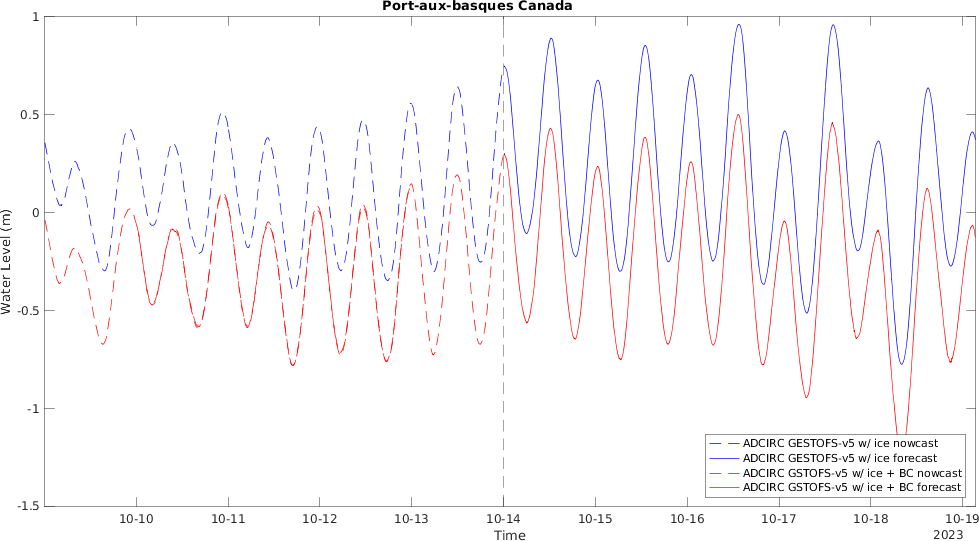 Port-aux-basques Canada
1
0.5
0
-0.5
-1
-1.5
Water Level (m)
ADCIRC GESTOFS-v5 w/ ice nowcast
ADCIRC GESTOFS-v5 w/ ice forecast
ADCIRC GSTOFS-v5 w/ ice + BC nowcast
ADCIRC GSTOFS-v5 w/ ice + BC forecast
10-10
10-11
10-12
10-13
10-14
10-15
10-16
10-17
10-18
10-19
Time
2023